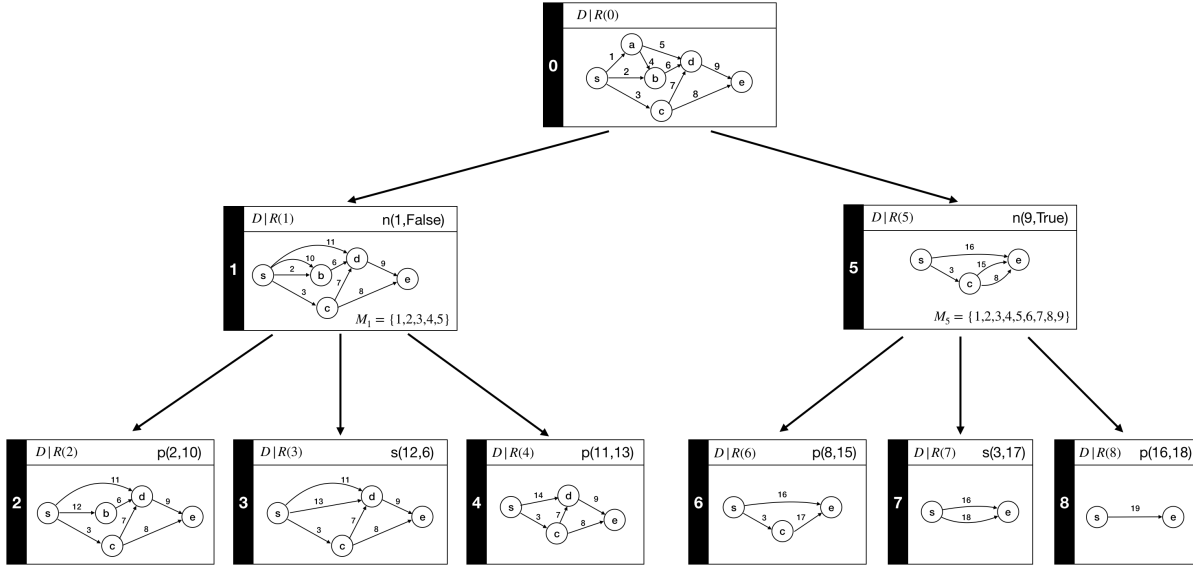 0
D | R(0)
a
5
1
4
6
d
9
s
2
b
7
e
3
8
c
1
D | R(1)
n(1,False)
11
10
d
6
9
s
2
b
7
e
3
8
c
M₁ = {1,2,3,4,5}
5
D | R(5)
n(9,True)
16
s
15
e
3
8
c
M₅ = {1,2,3,4,5,6,7,8,9}
2
D | R(2)
p(2,10)
11
d
6
9
s
12
b
7
e
3
8
c
3
D | R(3)
s(12,6)
11
d
13
9
s
7
e
3
8
c
4
D | R(4)
p(11,13)
14
d
9
s
3
7
e
8
c
6
D | R(6)
p(8,15)
16
s
e
3
17
c
7
D | R(7)
s(3,17)
16
s
e
18
8
D | R(8)
p(16,18)
19
s
e